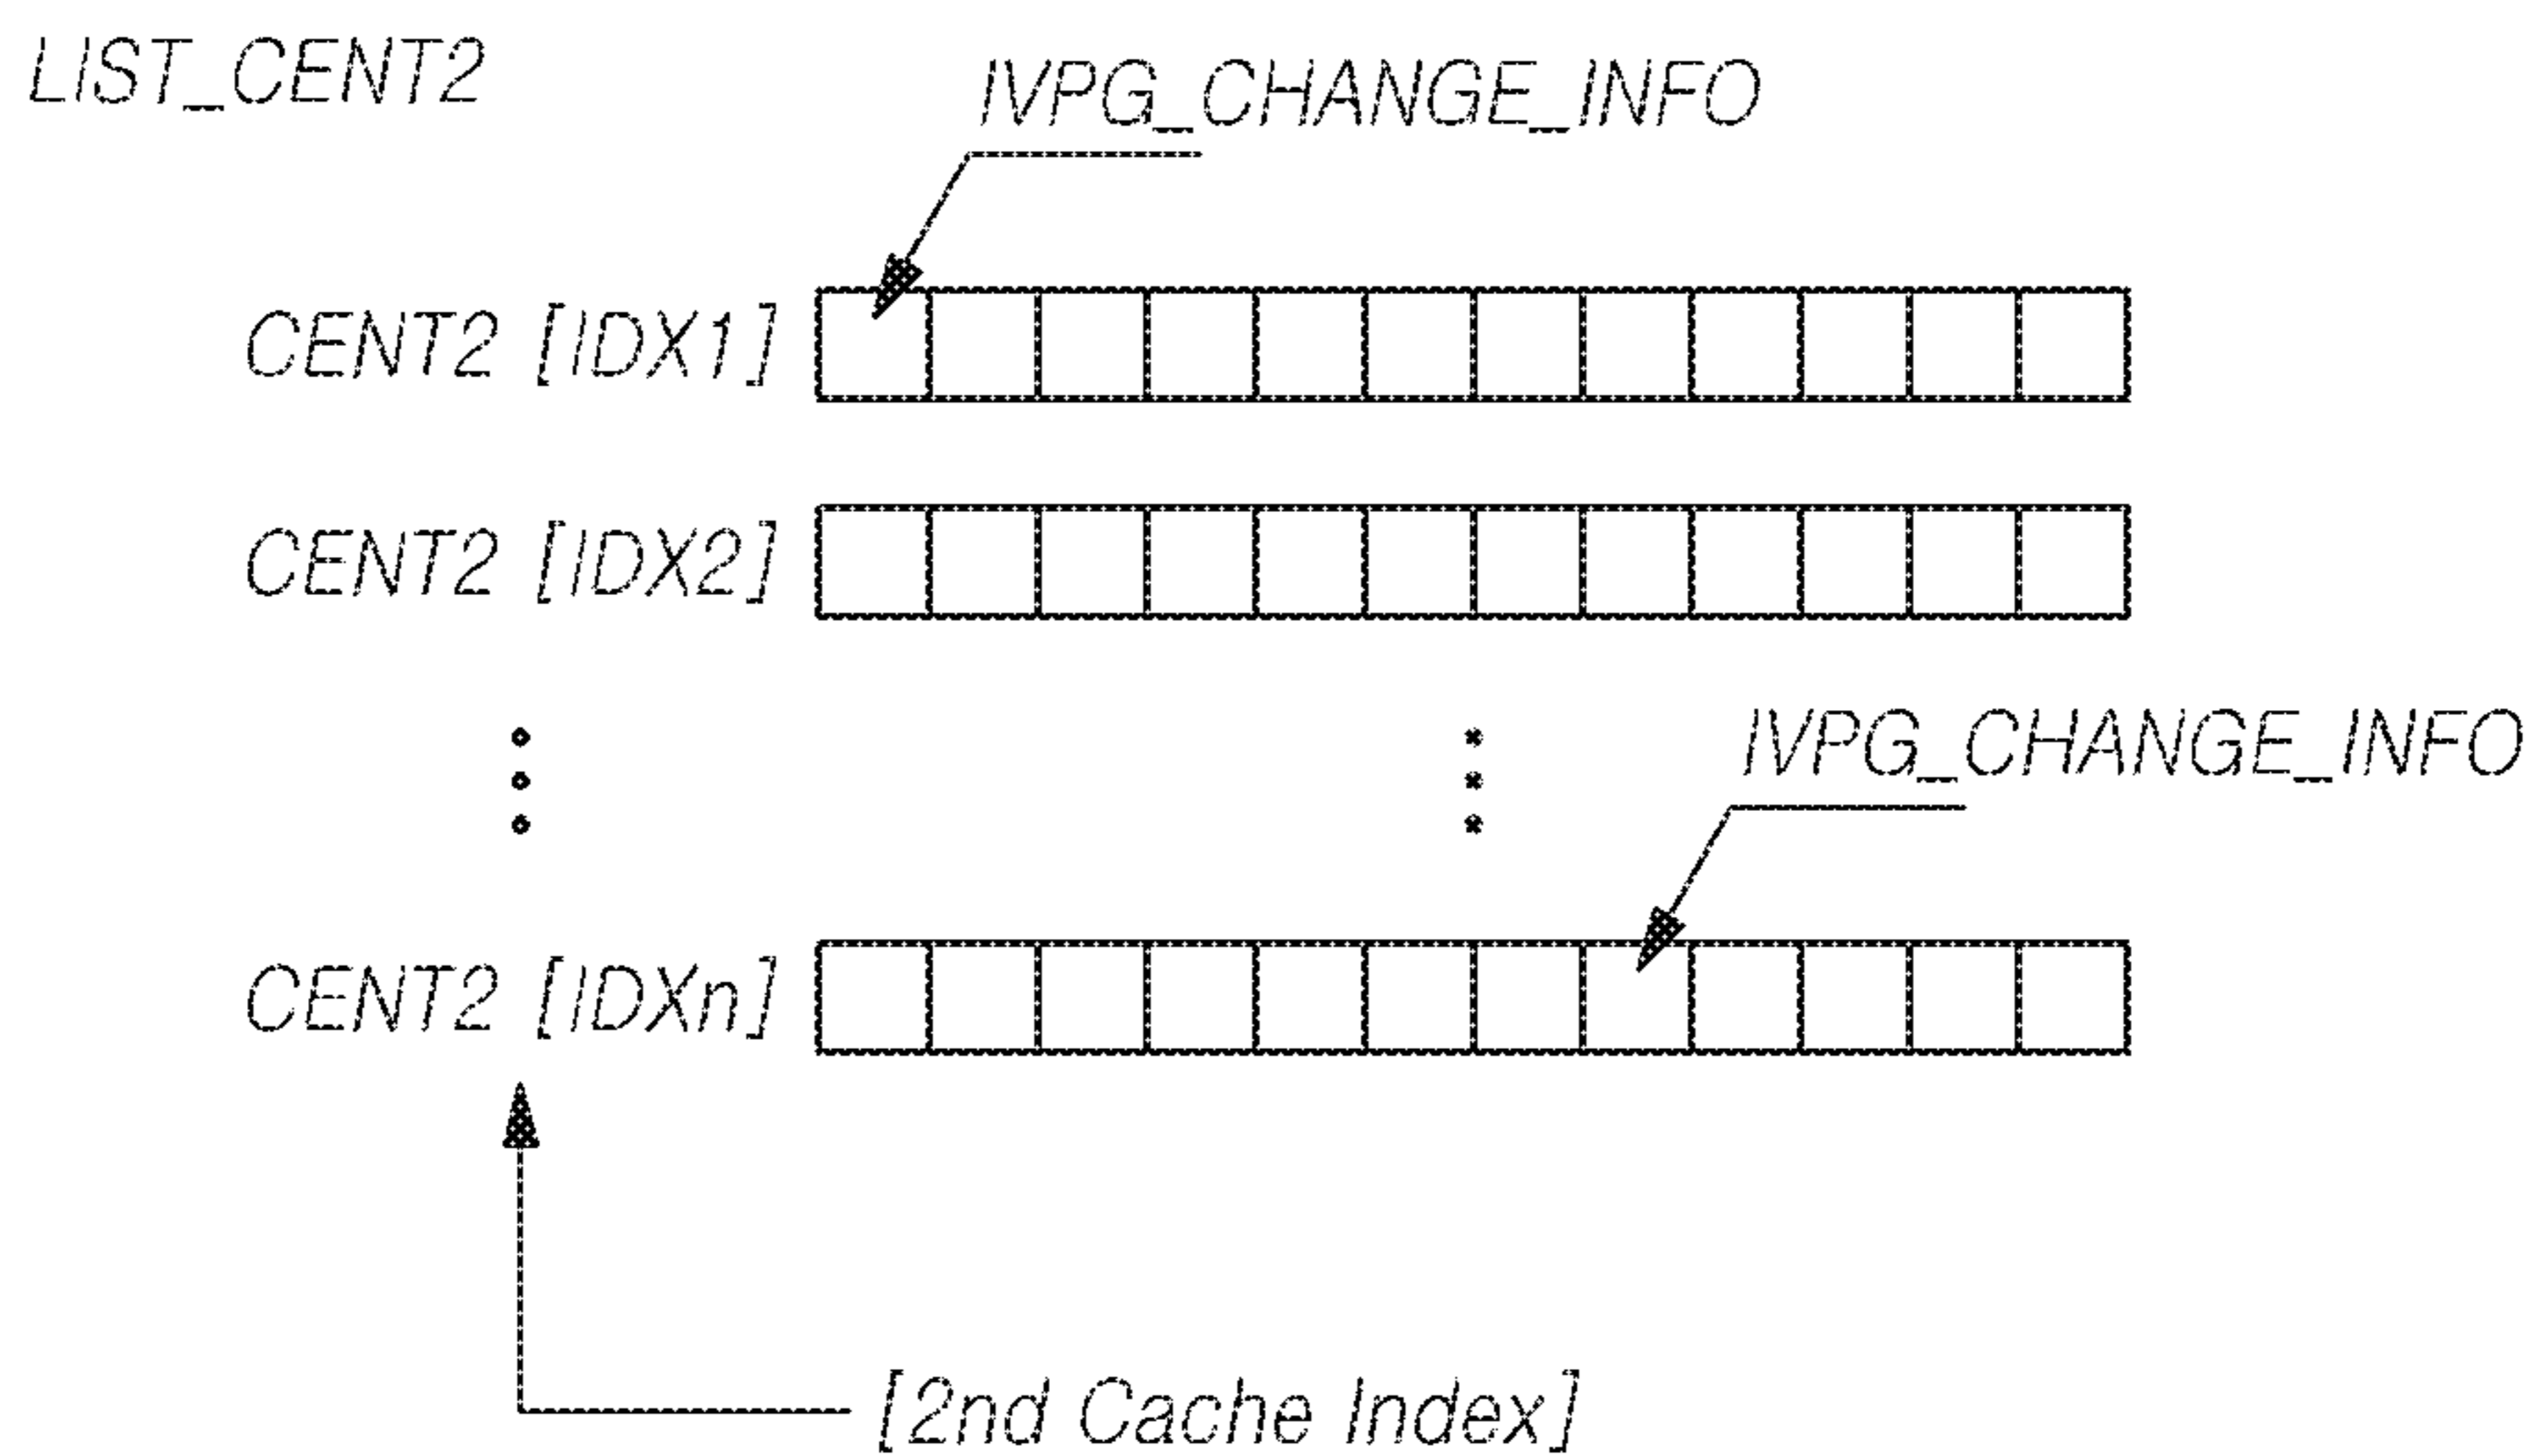 LIST_CENT2
IVPG_CHANGE_INFO
CENT2 [IDX1]
CENT2 [IDX2]
IVPG_CHANGE_INFO
CENT2 [IDXn]
[2nd Cache Index]